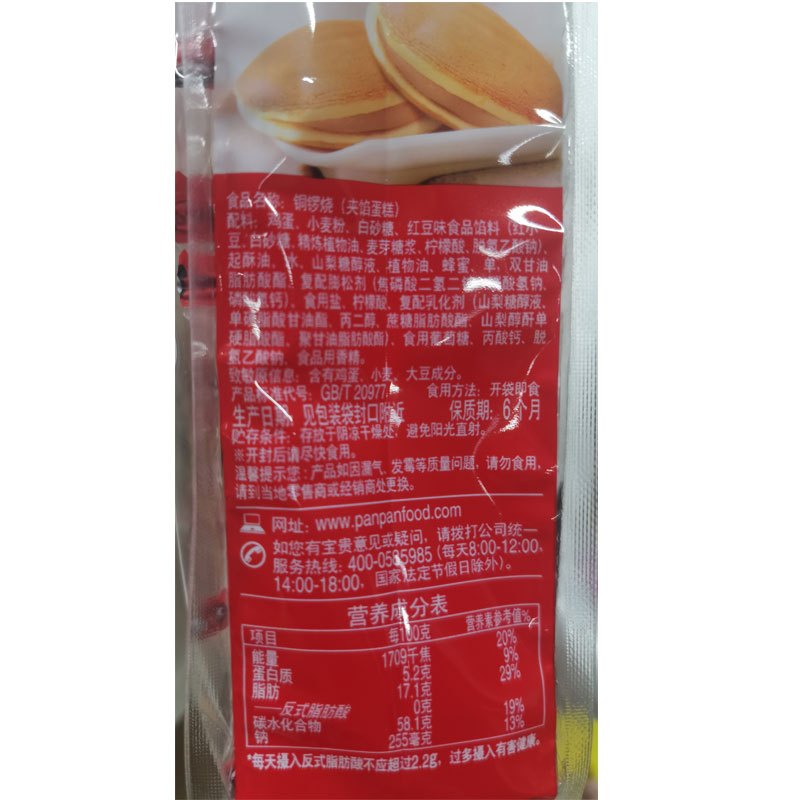 食品名称: 铜锣烧 (夹馅蛋糕)
配料: 鸡蛋、小麦粉、白砂糖、红豆味食品馅料 (红小
豆、白砂糖、精炼植物油、麦芽糖浆、柠檬酸、脱氢乙酸钠)、
起酥油、水、山梨糖醇液、植物油、蜂蜜、单,双甘油
脂肪酸酯、复配膨松剂 (焦磷酸二氢二钠、碳酸氢钠、
磷酸氢钙)、食用盐、柠檬酸、复配乳化剂 (山梨糖醇液、
单硬脂酸甘油酯、丙二醇、蔗糖脂肪酸酯、山梨醇酐单
硬脂酸酯、聚甘油脂肪酸酯)、食用葡萄糖、丙酸钙、脱
氢乙酸钠、食品用香精。
致敏原信息: 含有鸡蛋、小麦、大豆成分。
产品标准代号: GB/T 20977 食用方法: 开袋即食
生产日期: 见包装袋封口附近 保质期: 6个月
贮存条件: 存放于阴凉干燥处, 避免阳光直射。
※开封后请尽快食用。
温馨提示您: 产品如因漏气、发霉等质量问题, 请勿食用,
请到当地零售商或经销商处更换。
网址: www.panpanfood.com
如您有宝贵意见或疑问, 请拨打公司统一
服务热线: 400-0595985 (每天8:00-12:00、
14:00-18:00, 国家法定节假日除外)。
营养成分表
项目 每100克 营养素参考值%
能量 1709千焦 20%
蛋白质 5.2克 9%
脂肪 17.1克 29%
——反式脂肪酸 0克
碳水化合物 58.1克 19%
钠 255毫克 13%
*每天摄入反式脂肪酸不应超过2.2g, 过多摄入有害健康。